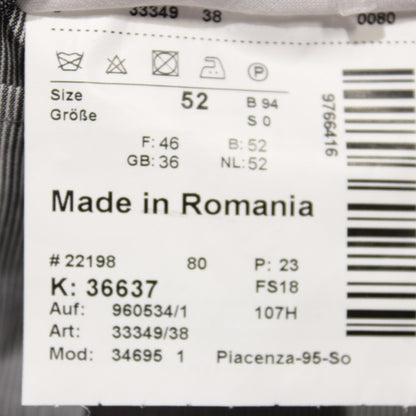 33349 38 0080
P
Size 52 B 94
Größe S 0
F: 46 B: 52
GB: 36 NL: 52
9766416
Made in Romania
# 22198 80 P: 23
K: 36637 FS18
Auf: 960534/1 107H
Art: 33349/38
Mod: 34695 1 Piacenza-95-So